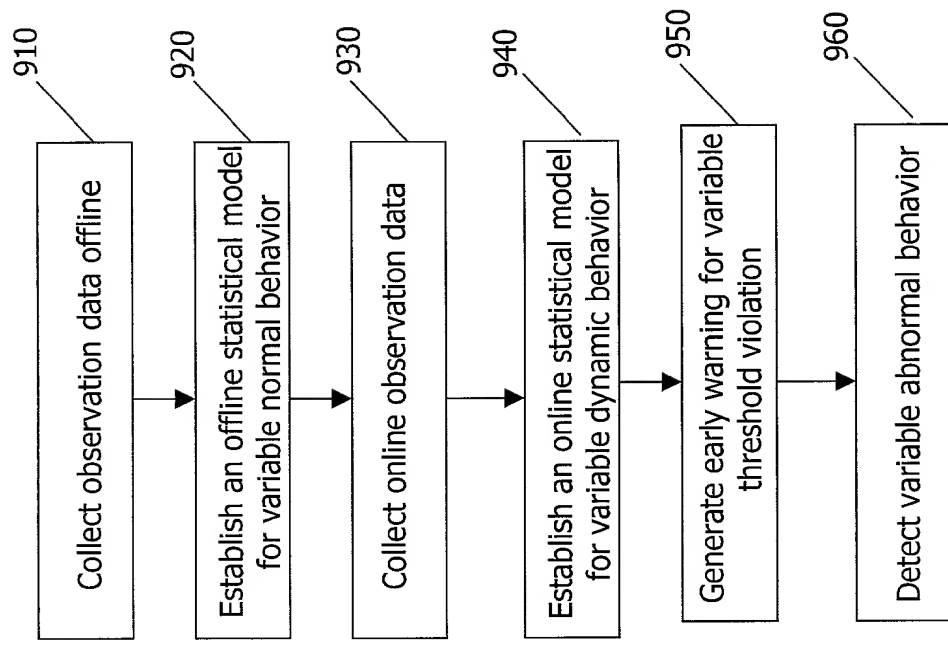 910
Collect observation data offline
920
Establish an offline statistical model
for variable normal behavior
930
Collect online observation data
940
Establish an online statistical model
for variable dynamic behavior
950
Generate early warning for variable
threshold violation
960
Detect variable abnormal behavior